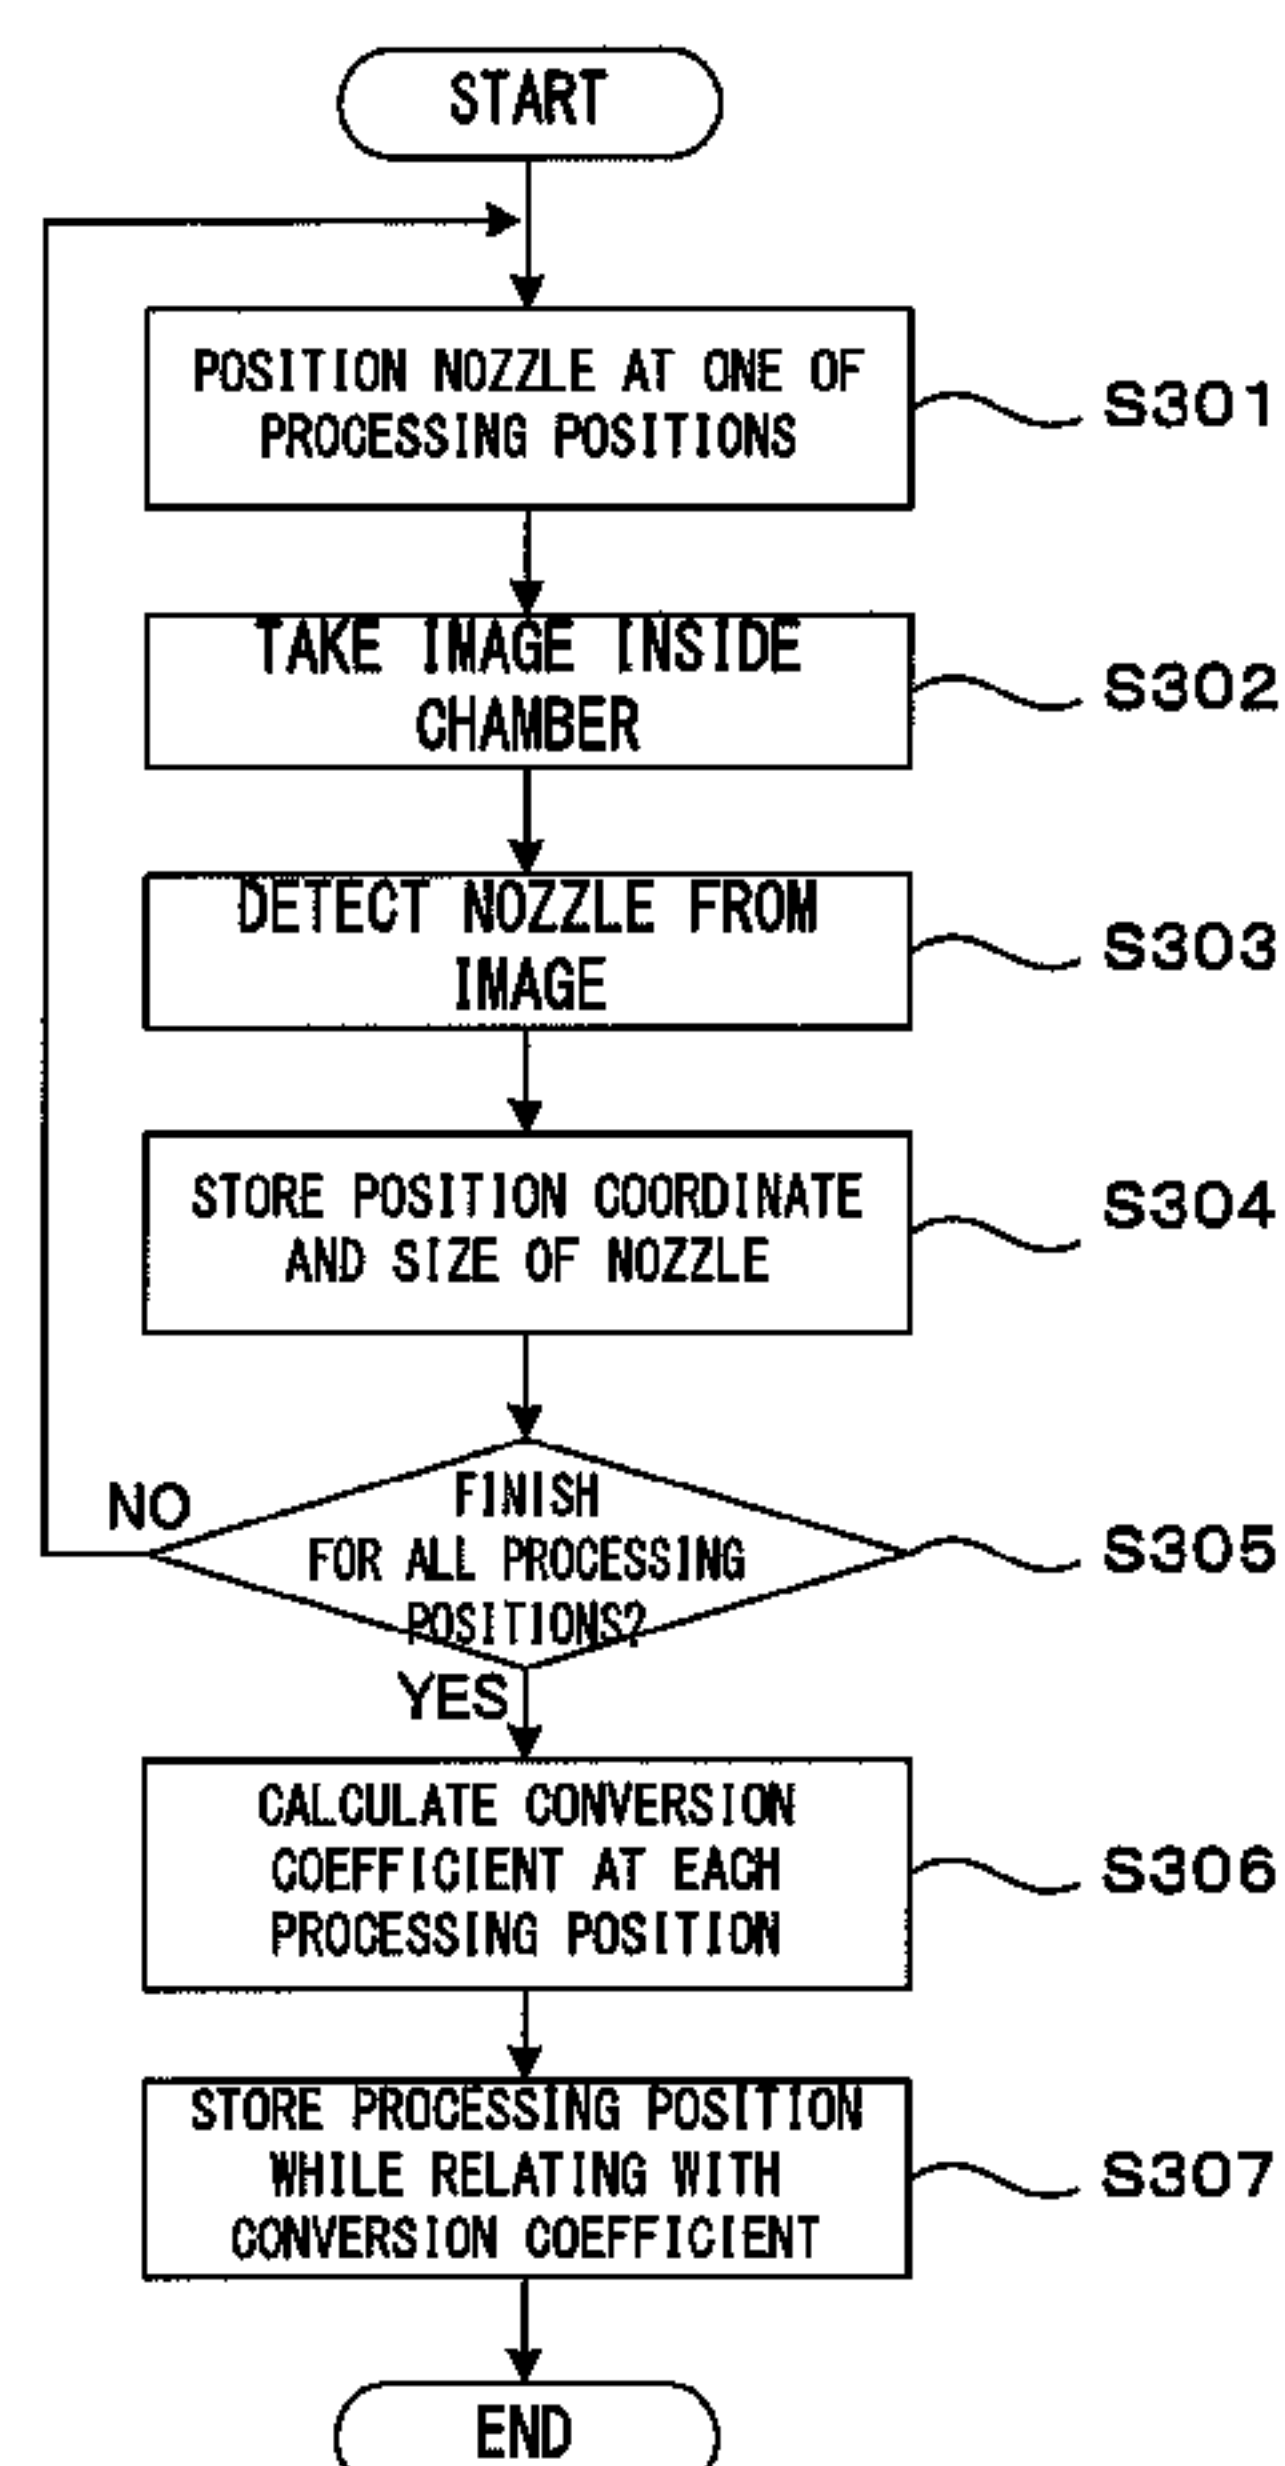 START
POSITION NOZZLE AT ONE OF
PROCESSING POSITIONS
S301
TAKE IMAGE INSIDE
CHAMBER
S302
DETECT NOZZLE FROM
IMAGE
S303
STORE POSITION COORDINATE
AND SIZE OF NOZZLE
S304
FINISH
FOR ALL PROCESSING
POSITIONS?
S305
NO
YES
CALCULATE CONVERSION
COEFFICIENT AT EACH
PROCESSING POSITION
S306
STORE PROCESSING POSITION
WHILE RELATING WITH
CONVERSION COEFFICIENT
S307
END